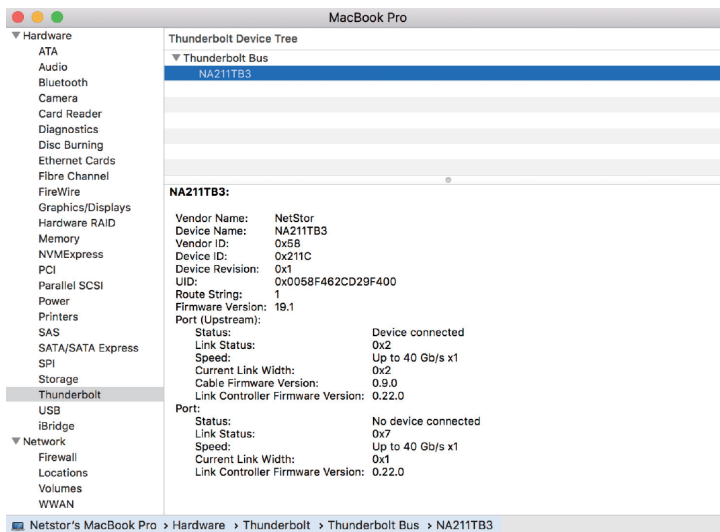 MacBook Pro
Hardware
ATA
Audio
Bluetooth
Camera
Card Reader
Diagnostics
Disc Burning
Ethernet Cards
Fibre Channel
FireWire
Graphics/Displays
Hardware RAID
Memory
NVMExpress
PCI
Parallel SCSI
Power
Printers
SAS
SATA/SATA Express
SPI
Storage
Thunderbolt
USB
iBridge
Network
Firewall
Locations
Volumes
WWAN
Thunderbolt Device Tree
Thunderbolt Bus
NA211TB3
NA211TB3:
Vendor Name: NetStor
Device Name: NA211TB3
Vendor ID: 0x58
Device ID: 0x211C
Device Revision: 0x1
UID: 0x0058F462CD29F400
Route String: 1
Firmware Version: 19.1
Port (Upstream):
Status: Device connected
Link Status: 0x2
Speed: Up to 40 Gb/s x1
Current Link Width: 0x2
Cable Firmware Version: 0.9.0
Link Controller Firmware Version: 0.22.0
Port:
Status: No device connected
Link Status: 0x7
Speed: Up to 40 Gb/s x1
Current Link Width: 0x1
Link Controller Firmware Version: 0.22.0
Netstor's MacBook Pro › Hardware › Thunderbolt › Thunderbolt Bus › NA211TB3